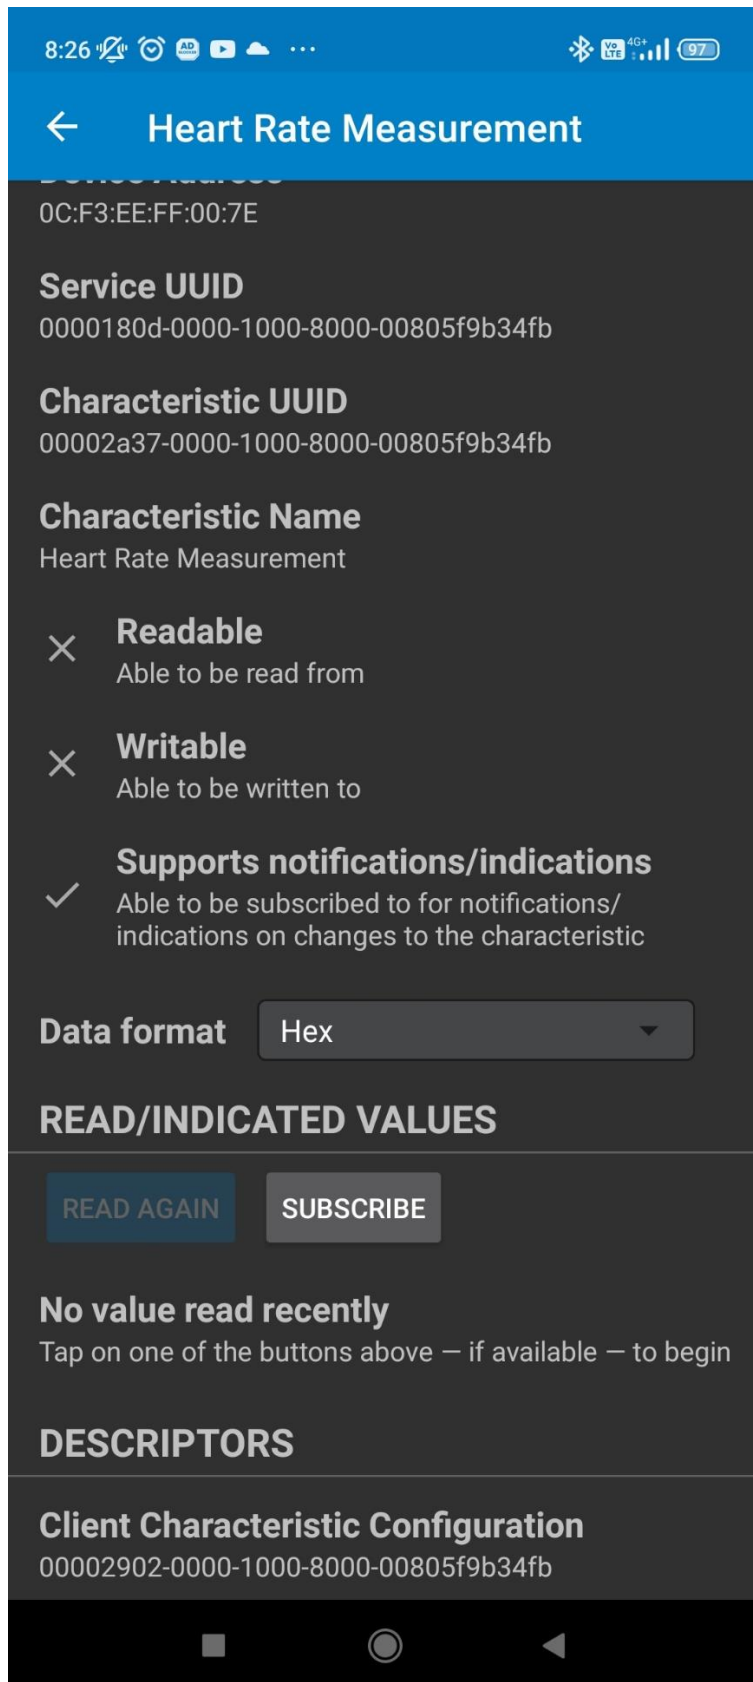 8:26
97
Heart Rate Measurement
Device Address
0C:F3:EE:FF:00:7E
Service UUID
0000180d-0000-1000-8000-00805f9b34fb
Characteristic UUID
00002a37-0000-1000-8000-00805f9b34fb
Characteristic Name
Heart Rate Measurement
Readable
Able to be read from
Writable
Able to be written to
Supports notifications/indications
Able to be subscribed to for notifications/
indications on changes to the characteristic
Data format Hex
READ/INDICATED VALUES
READ AGAIN SUBSCRIBE
No value read recently
Tap on one of the buttons above — if available — to begin
DESCRIPTORS
Client Characteristic Configuration
00002902-0000-1000-8000-00805f9b34fb